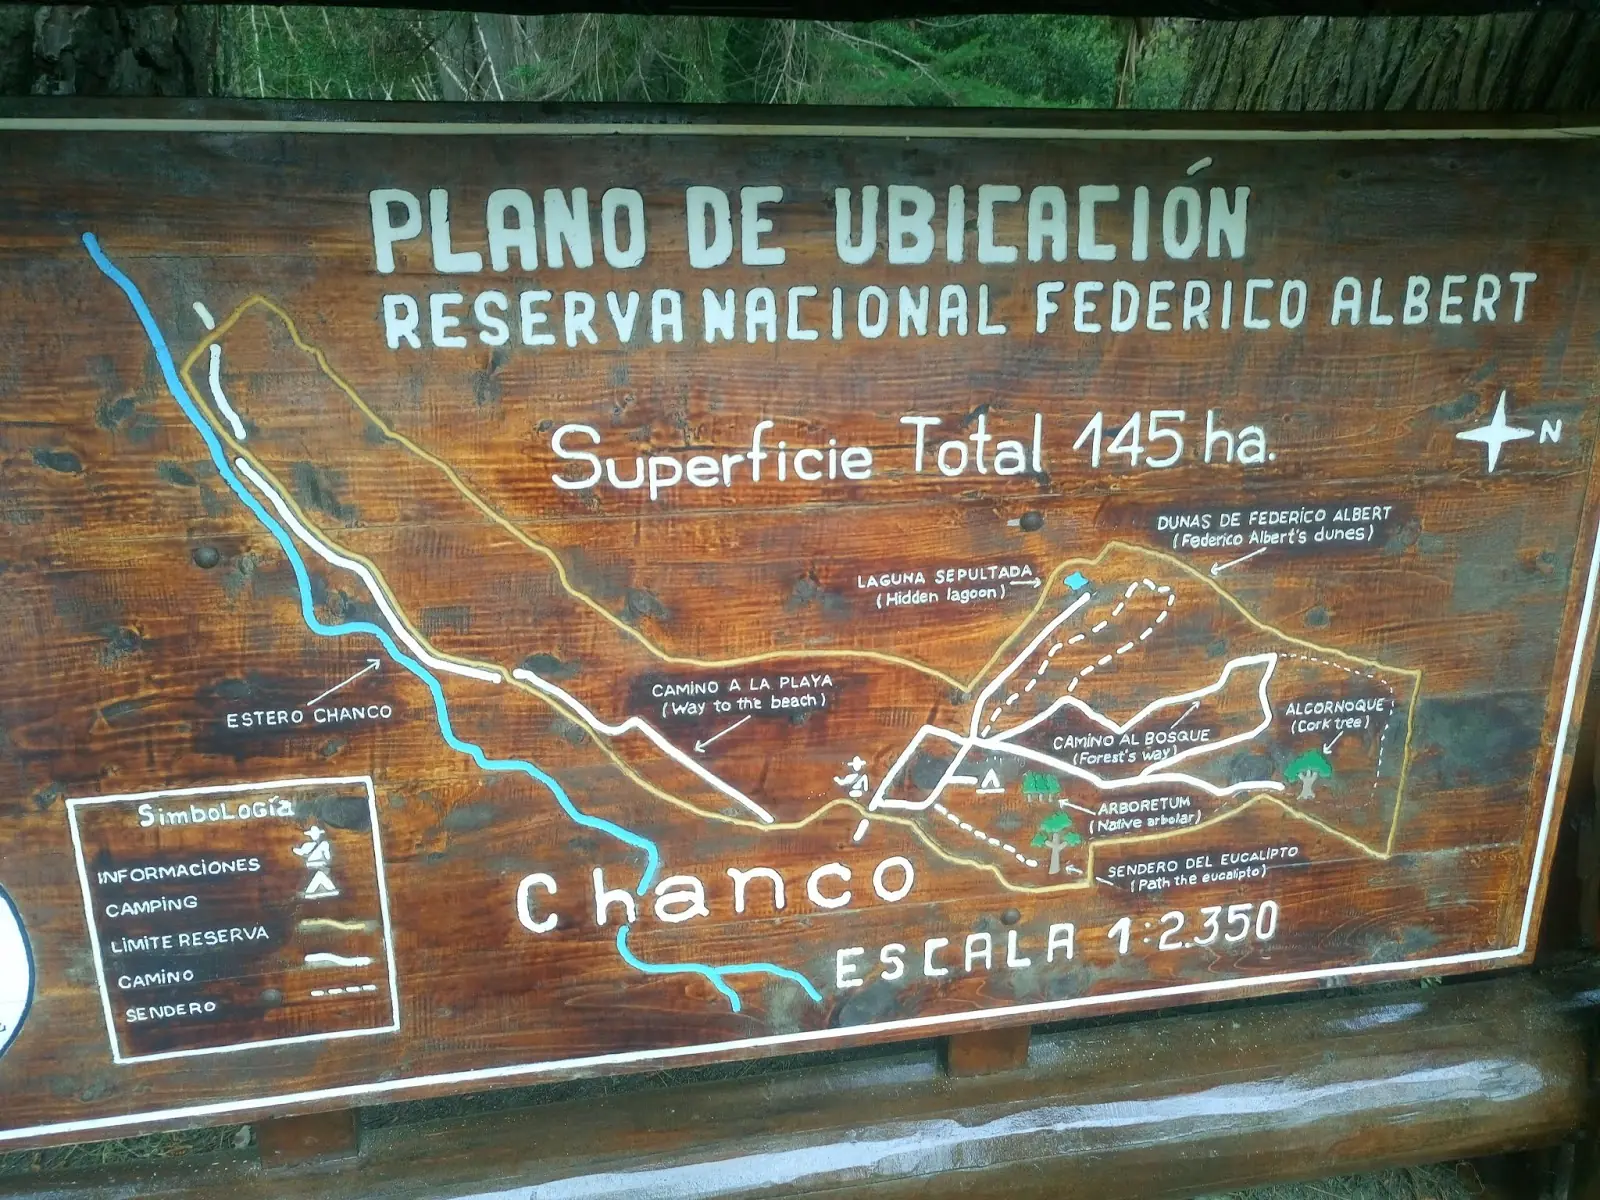 PLANO DE UBICACIÓN
RESERVA NACIONAL FEDERICO ALBERT
Superficie Total 145 ha.
N
DUNAS DE FEDERICO ALBERT
(Federico Albert's dunes)
LAGUNA SEPULTADA
(Hidden lagoon)
CAMINO A LA PLAYA
(Way to the beach)
ESTERO CHANCO
ALCORNOQUE
(Cork tree)
CAMINO AL BOSQUE
(Forest's way)
ARBORETUM
(Native arbolar)
SENDERO DEL EUCALIPTO
(Path the eucalipto)
Chanco
ESCALA 1:2.350
SimboLoGía
INFORMACIONES
CAMPING
LIMITE RESERVA
CAMINO
SENDERO